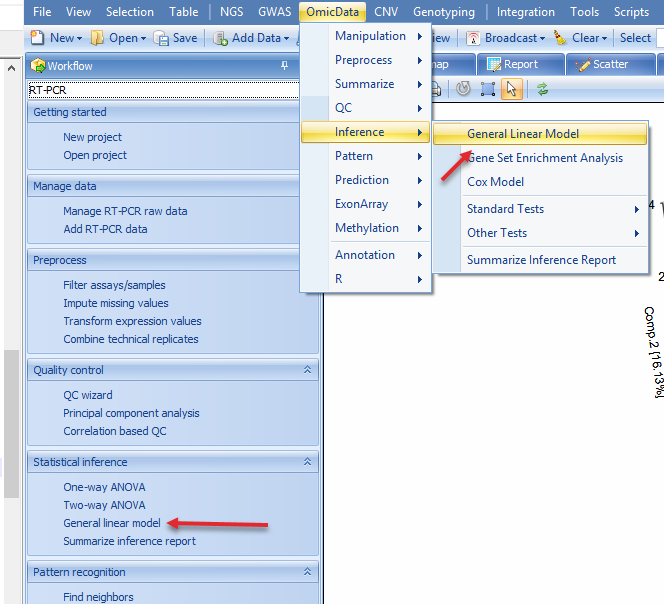 File View Selection Table NGS GWAS OmicData CNV Genotyping Integration Tools Scripts
New Open Save Add Data Broadcast Clear Select
Workflow
Report Scatter
RT-PCR
Getting started
New project
Open project
Manage data
Manage RT-PCR raw data
Add RT-PCR data
Preprocess
Filter assays/samples
Impute missing values
Transform expression values
Combine technical replicates
Quality control
QC wizard
Principal component analysis
Correlation based QC
Statistical inference
One-way ANOVA
Two-way ANOVA
General linear model
Summarize inference report
Pattern recognition
Find neighbors
Manipulation
Preprocess
Summarize
QC
Inference
Pattern
Prediction
ExonArray
Methylation
Annotation
R
General Linear Model
Gene Set Enrichment Analysis
Cox Model
Standard Tests
Other Tests
Summarize Inference Report
4
2
Comp.2 [16.13%]